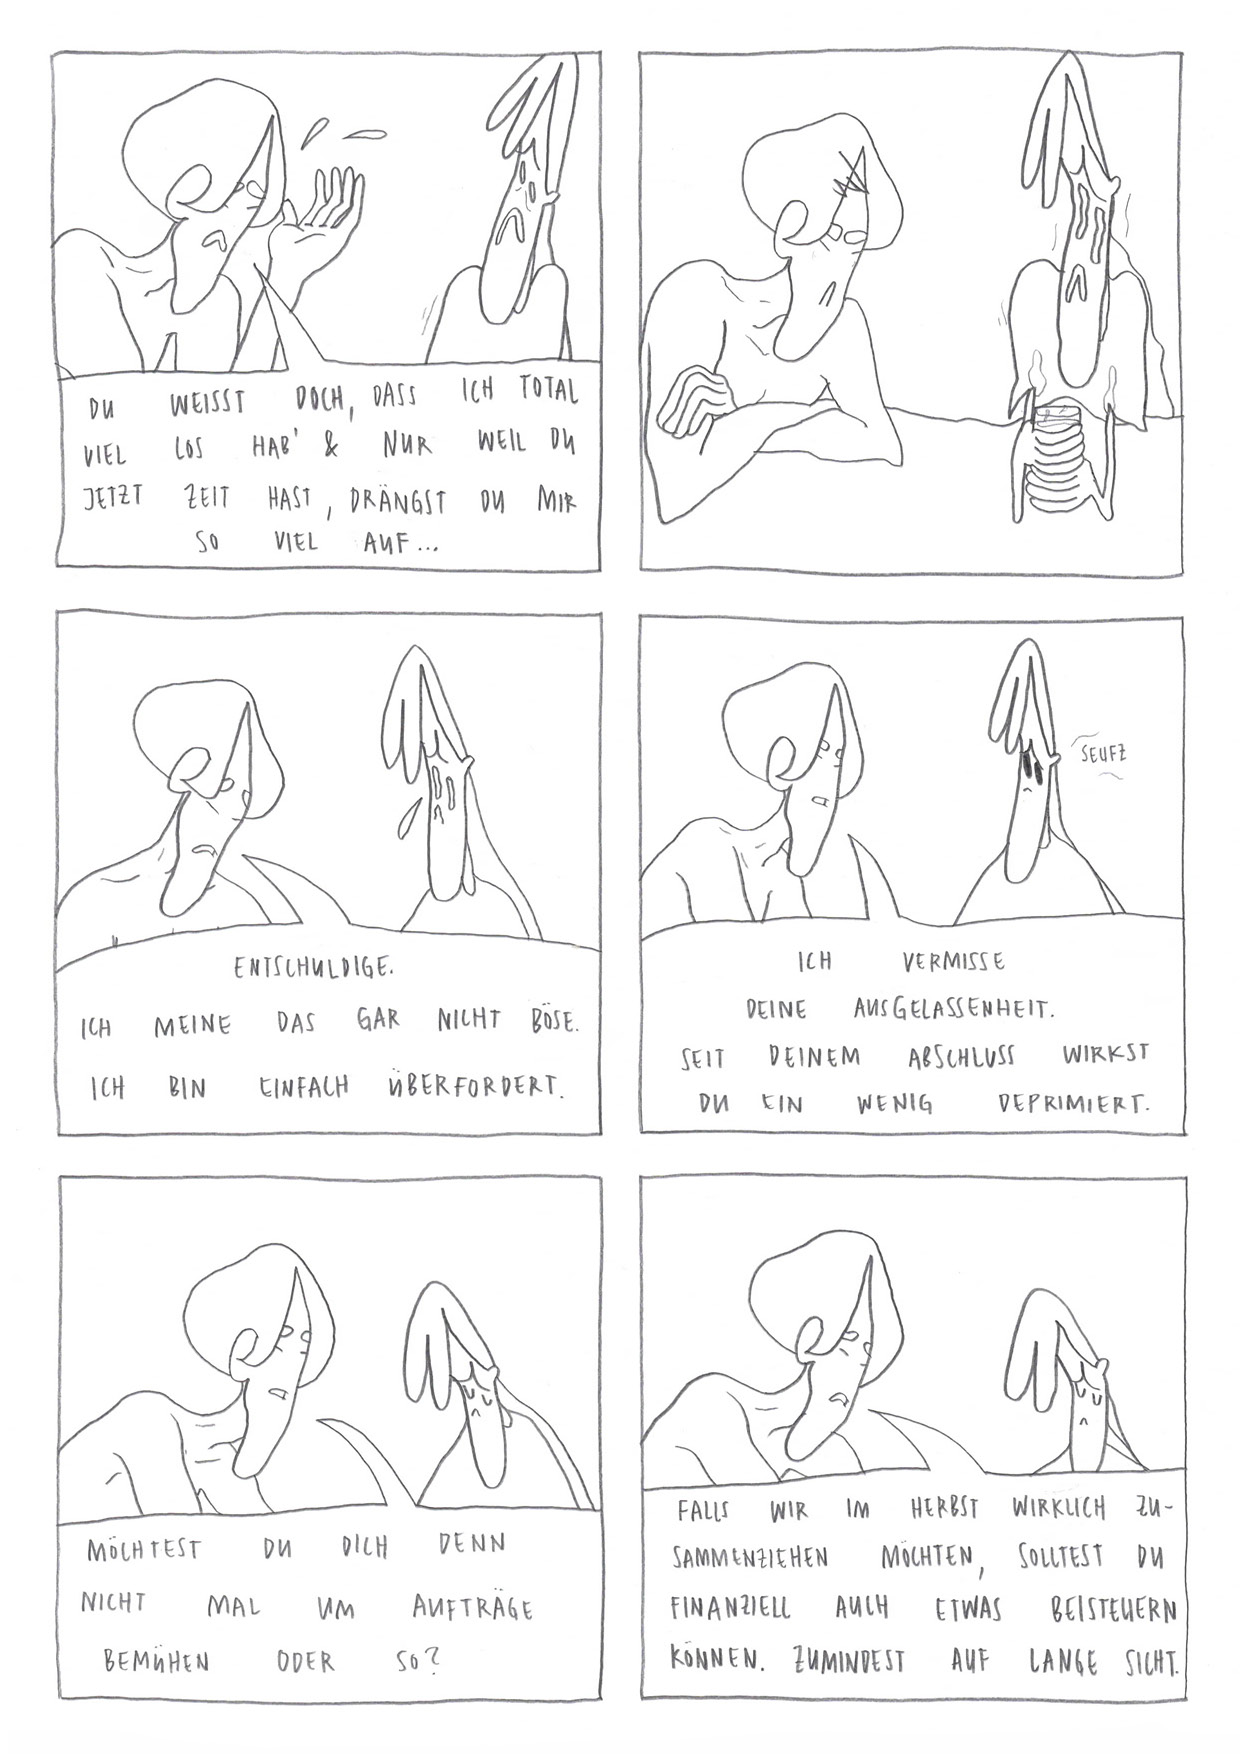 DU WEISST DOCH, DASS ICH TOTAL
VIEL LOS HAB' & NUR WEIL DU
JETZT ZEIT HAST, DRÄNGST DU MIR
SO VIEL AUF...
ENTSCHULDIGE.
ICH MEINE DAS GAR NICHT BÖSE.
ICH BIN EINFACH ÜBERFORDERT.
SEUFZ
ICH VERMISSE
DEINE AUSGELASSENHEIT.
SEIT DEINEM ABSCHLUSS WIRKST
DU EIN WENIG DEPRIMIERT.
MÖCHTEST DU DICH DENN
NICHT MAL UM AUFTRÄGE
BEMÜHEN ODER SO?
FALLS WIR IM HERBST WIRKLICH ZU-
SAMMENZIEHEN MÖCHTEN, SOLLTEST DU
FINANZIELL AUCH ETWAS BEISTEUERN
KÖNNEN. ZUMINDEST AUF LANGE SICHT.